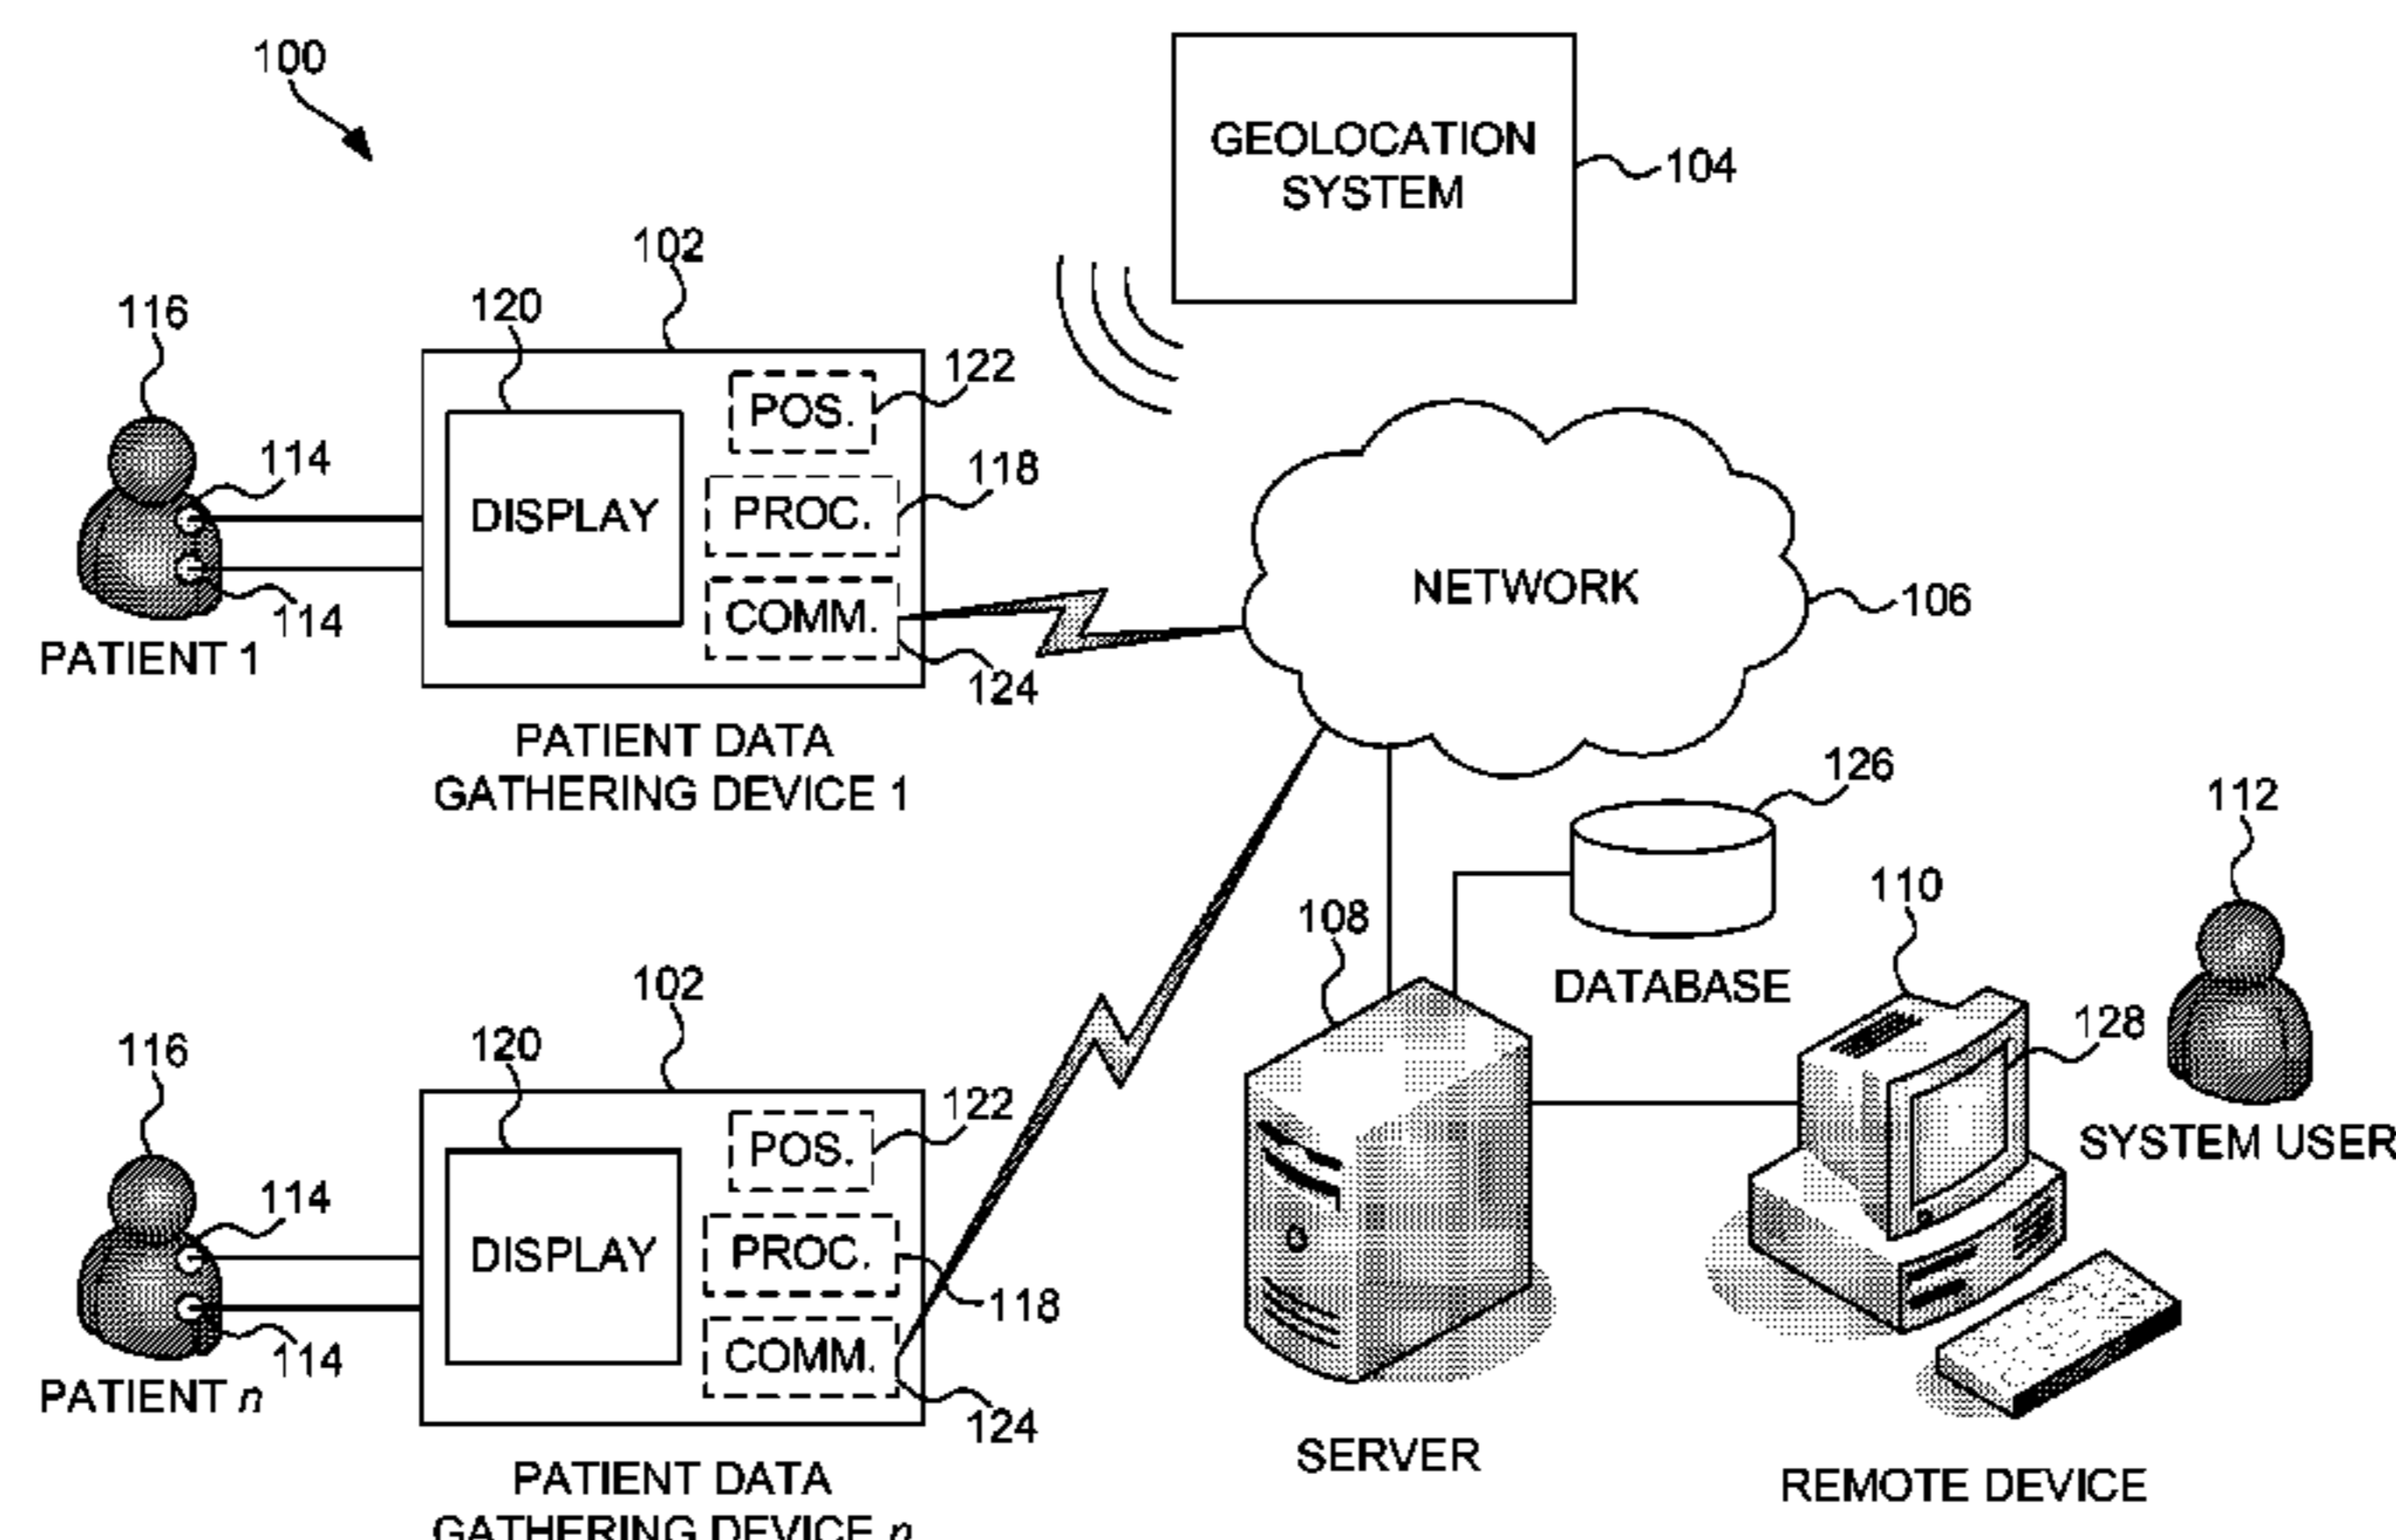 100
GEOLOCATION
SYSTEM
104
102
120
116
122
POS.
114
118
DISPLAY
PROC.
NETWORK
106
COMM.
114
PATIENT 1
124
PATIENT DATA
GATHERING DEVICE 1
126
112
110
108
DATABASE
102
128
120
116
122
POS.
SYSTEM USER
114
DISPLAY
PROC.
118
COMM.
114
PATIENT n
124
SERVER
PATIENT DATA
REMOTE DEVICE
GATHERING DEVICE n